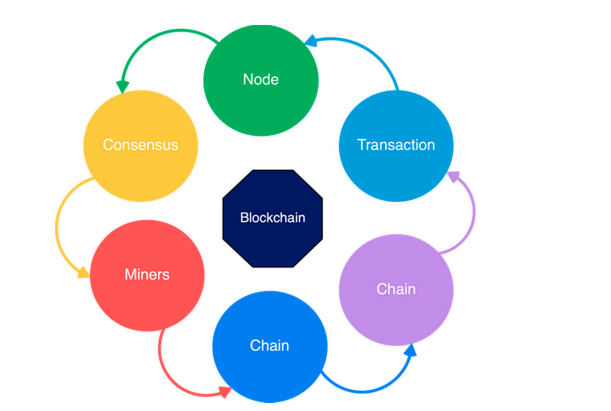 Node
Consensus
Transaction
Blockchain
Miners
Chain
Chain